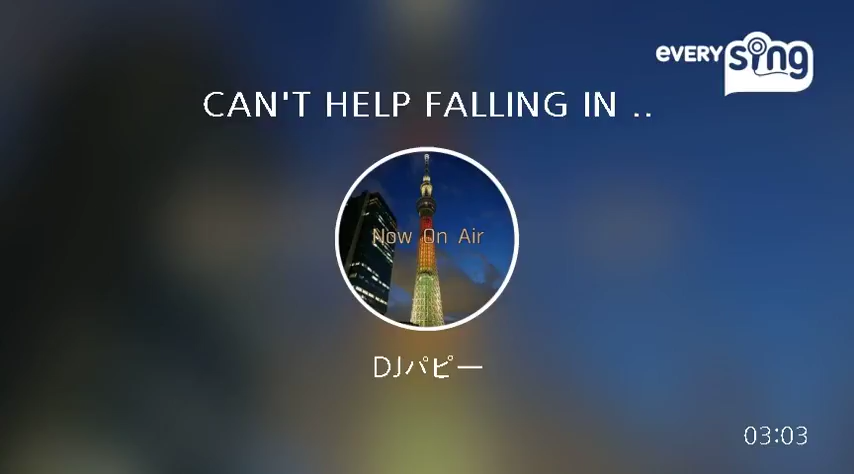 everysing
CAN'T HELP FALLING IN ..
Now On Air
DJパピー
03:03